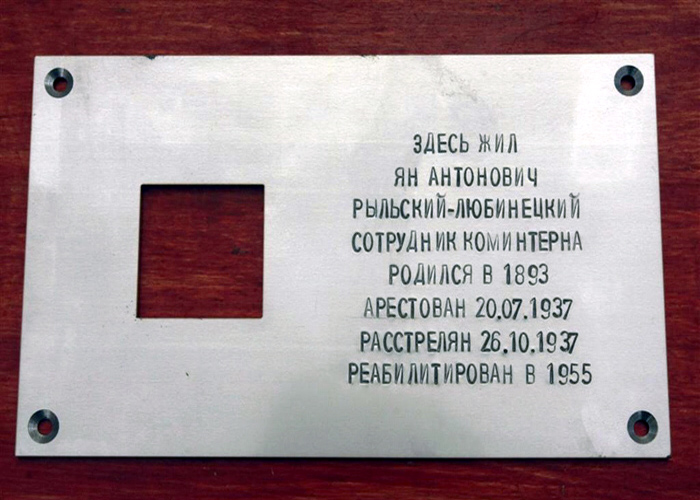 ЗДЕСЬ ЖИЛ
ЯН АНТОНОВИЧ
РЫЛЬСКИЙ-ЛЮБИНЕЦКИЙ
СОТРУДНИК КОМИНТЕРНА
РОДИЛСЯ В 1893
АРЕСТОВАН 20.07.1937
РАССТРЕЛЯН 26.10.1937
РЕАБИЛИТИРОВАН В 1955